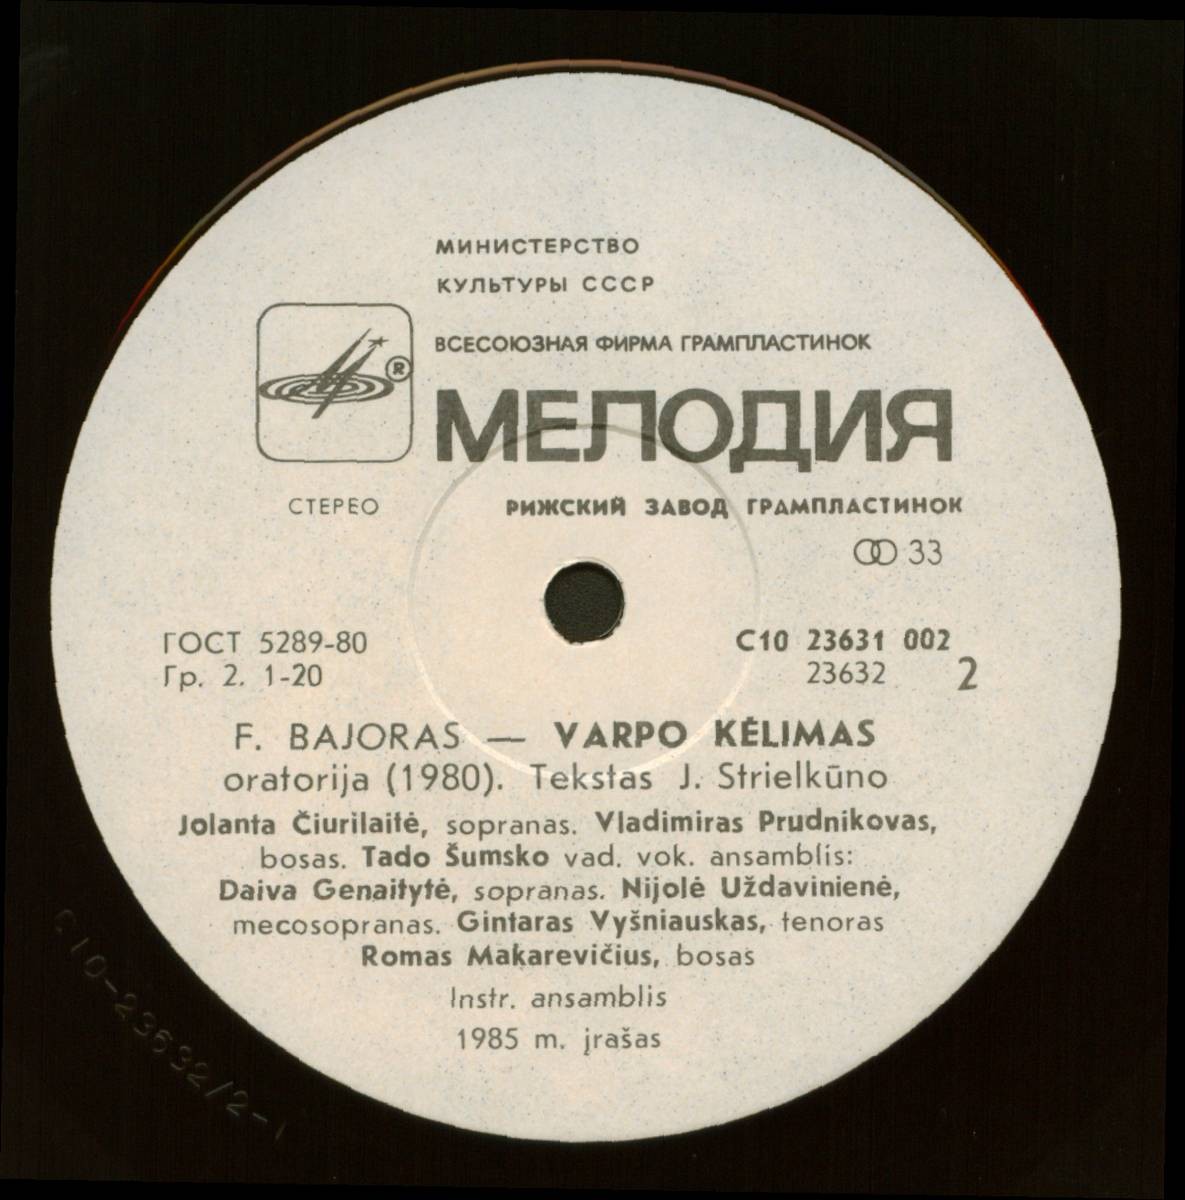 МИНИСТЕРСТВО
КУЛЬТУРЫ СССР
ВСЕСОЮЗНАЯ ФИРМА ГРАМПЛАСТИНОК
®
МЕЛОДИЯ
СТЕРЕО
РИЖСКИЙ ЗАВОД ГРАМПЛАСТИНОК
33
ГОСТ 5289-80
Гр. 2. 1-20
С10 23631 002
23632 2
F. BAJORAS — VARPO KĖLIMAS
oratorija (1980). Tekstas J. Strielkūno
Jolanta Čiurilaitė, sopranas. Vladimiras Prudnikovas,
bosas. Tado Šumsko vad. vok. ansamblis:
Daiva Genaitytė, sopranas. Nijolė Uždavinienė,
mecosopranas. Gintaras Vyšniauskas, tenoras
Romas Makarevičius, bosas
Instr. ansamblis
1985 m. įrašas
С10-23632/2-1